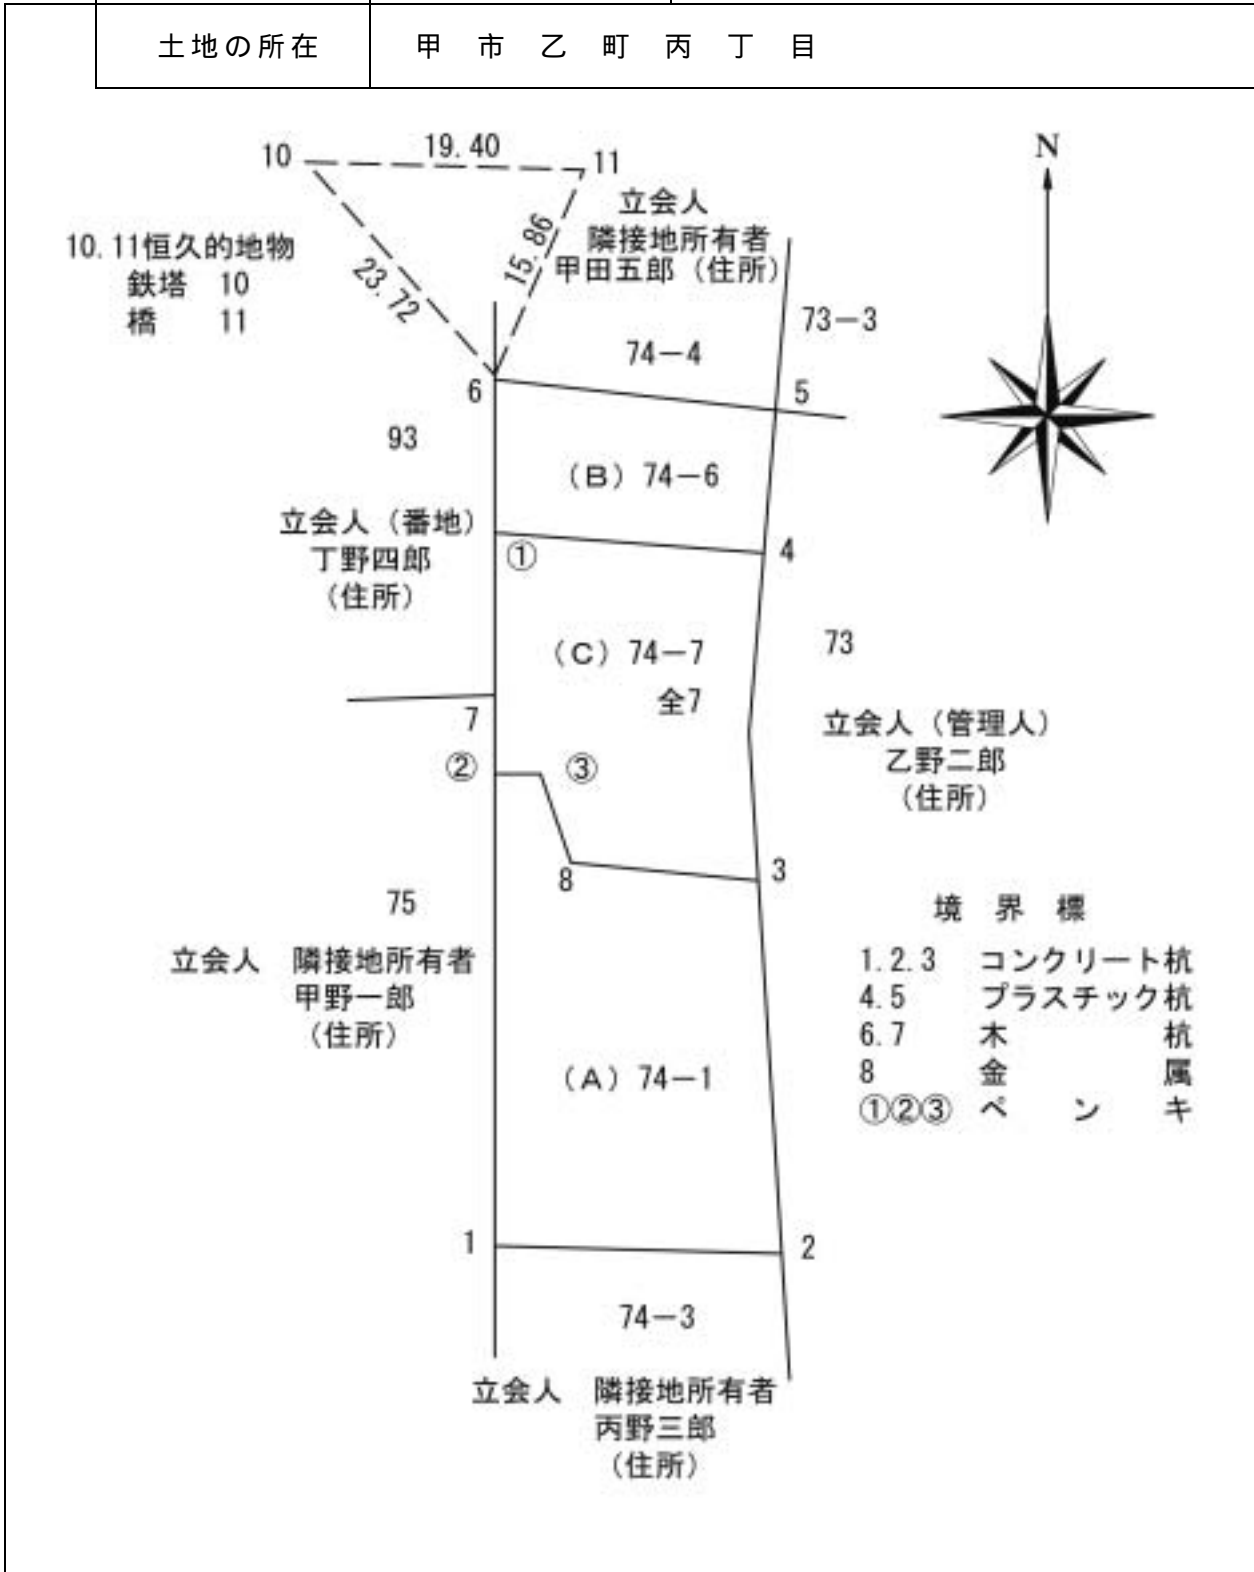 土地の所在 甲市乙町丙丁目
10 19.40 11
N
立会人
隣接地所有者
甲田五郎（住所）
10.11恒久的地物
鉄塔 10
橋 11
23.72
15.86
73－3
74－4
6
5
93
（B）74－6
立会人（番地）
丁野四郎
（住所）
①
4
（C）74－7
全7
73
7
立会人（管理人）
乙野二郎
（住所）
②
③
8
3
75
立会人 隣接地所有者
甲野一郎
（住所）
境界標
1.2.3 コンクリート杭
4.5 プラスチック杭
6.7 木杭
8 金属
①②③ ペンキ
（A）74－1
1
2
74－3
立会人 隣接地所有者
丙野三郎
（住所）